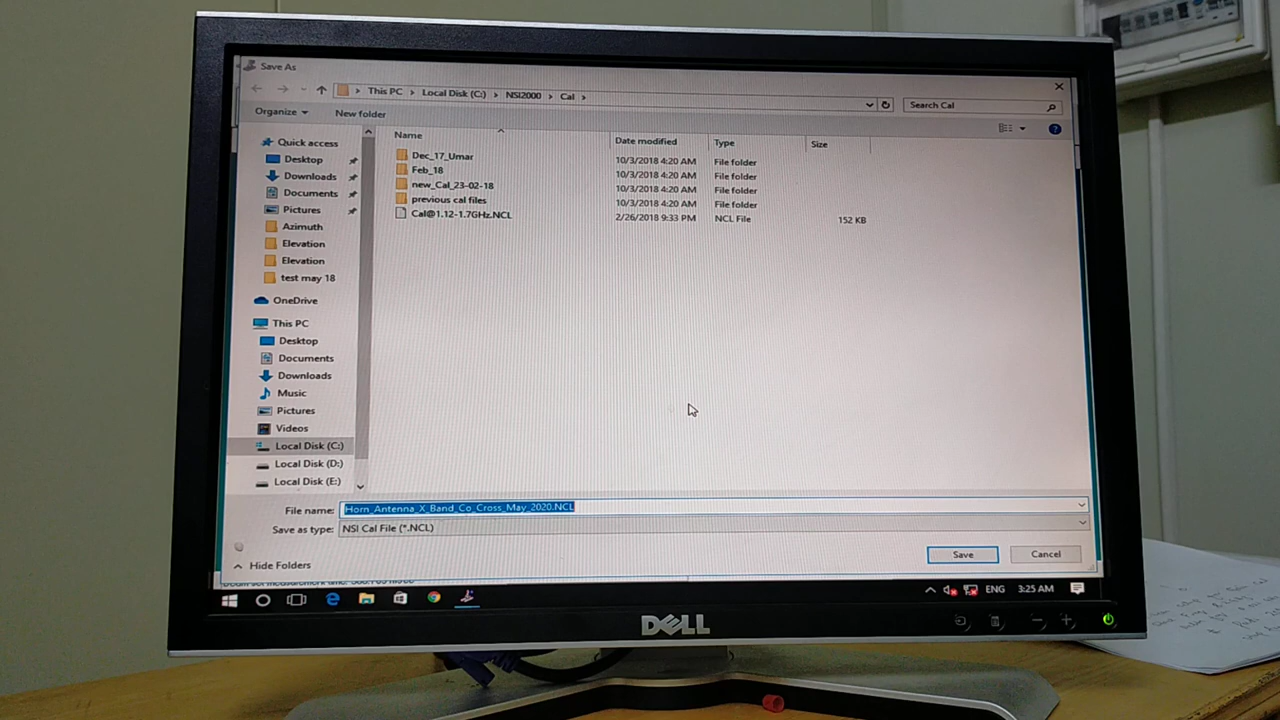 Save As
This PC > Local Disk (C:) > NSI2000 > Cal >
Search Cal
Organize
New folder
Name
Date modified
Type
Size
Quick access
Desktop
Downloads
Documents
Pictures
Azimuth
Elevation
Elevation
test may 18
OneDrive
This PC
Desktop
Documents
Downloads
Music
Pictures
Videos
Local Disk (C:)
Local Disk (D:)
Local Disk (E:)
Dec_17_Umar 10/3/2018 4:20 AM File folder
Feb_18 10/3/2018 4:20 AM File folder
new_Cal_23-02-18 10/3/2018 4:20 AM File folder
previous cal files 10/3/2018 4:20 AM File folder
Cal@1.12-1.7GHz.NCL 2/26/2018 9:33 PM NCL File 152 KB
File name: Horn_Antenna_X_Band_Co_Cross_May_2020.NCL
Save as type: NSI Cal File (*.NCL)
Hide Folders
Save
Cancel
ENG 3:25 AM
DELL